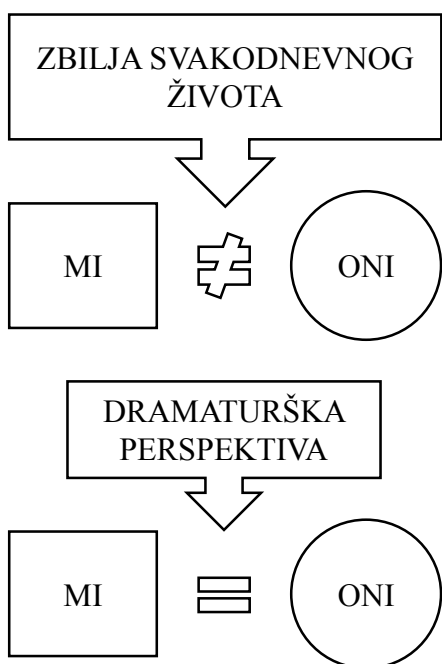 ZBILJA SVAKODNEVNOG
ŽIVOTA
MI ≠ ONI
DRAMATURŠKA
PERSPEKTIVA
MI = ONI